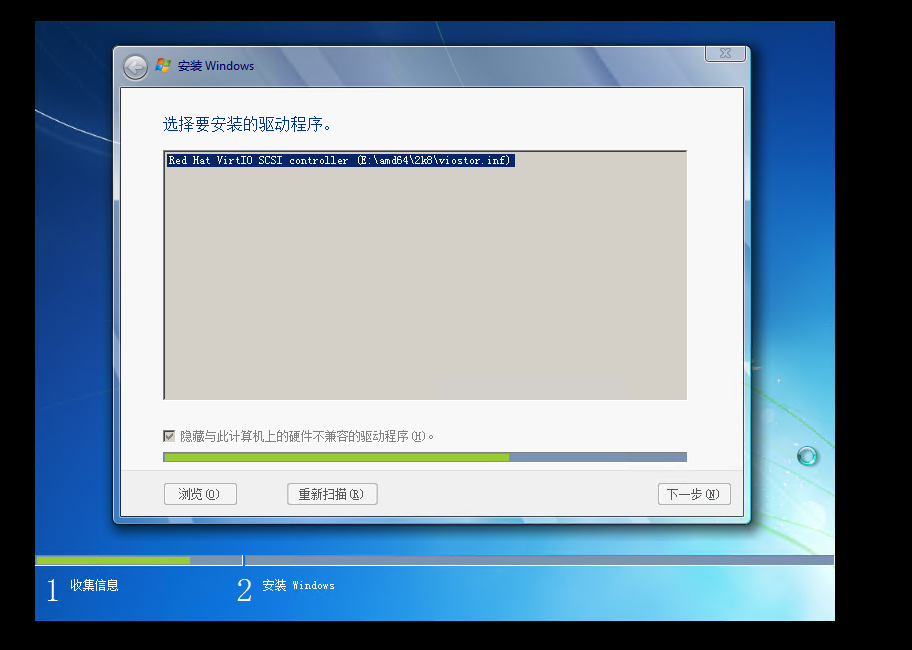 安装 Windows
选择要安装的驱动程序。
Red Hat VirtIO SCSI controller (E:\amd64\2k8\viostor.inf)
隐藏与此计算机上的硬件不兼容的驱动程序(H)。
浏览(O)
重新扫描(R)
下一步(N)
1 收集信息
2 安装 Windows